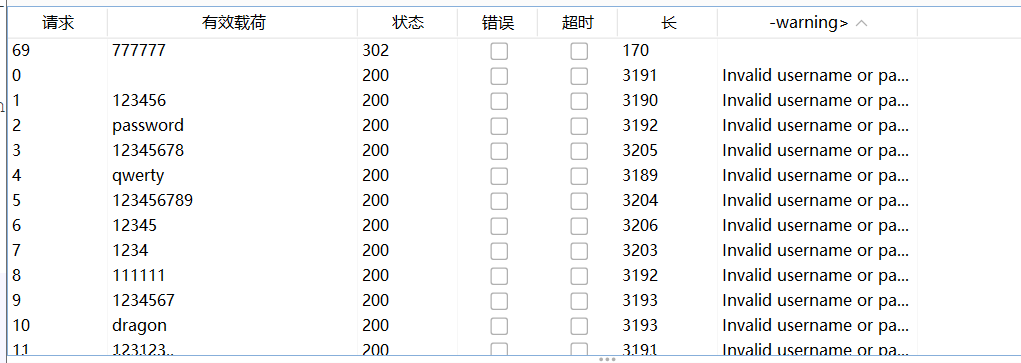 请求 有效载荷 状态 错误 超时 长 -warning>
69 777777 302 170
0 200 3191 Invalid username or pa...
1 123456 200 3190 Invalid username or pa...
2 password 200 3192 Invalid username or pa...
3 12345678 200 3205 Invalid username or pa...
4 qwerty 200 3189 Invalid username or pa...
5 123456789 200 3204 Invalid username or pa...
6 12345 200 3206 Invalid username or pa...
7 1234 200 3203 Invalid username or pa...
8 111111 200 3192 Invalid username or pa...
9 1234567 200 3193 Invalid username or pa...
10 dragon 200 3193 Invalid username or pa...
11 123123 200 3191 Invalid username or pa...